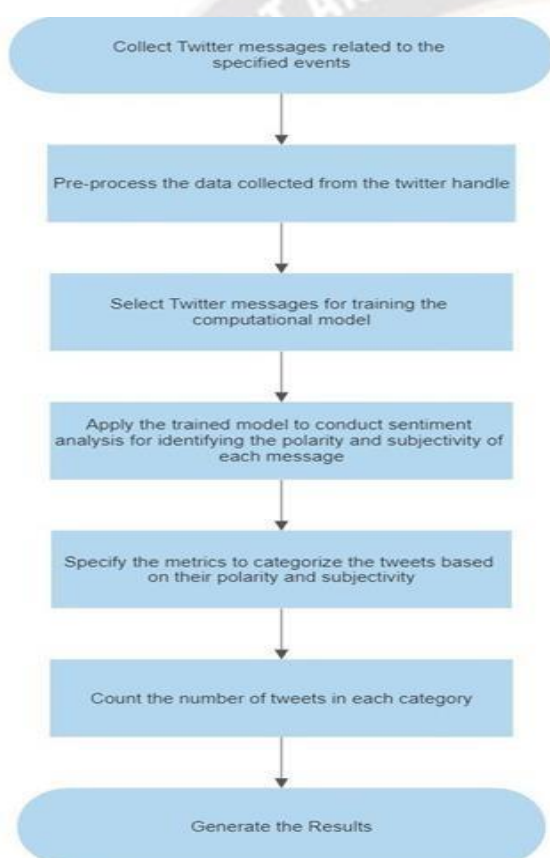 Collect Twitter messages related to the
specified events
Pre-process the data collected from the twitter handle
Select Twitter messages for training the
computational model
Apply the trained model to conduct sentiment
analysis for identifying the polarity and subjectivity of
each message
Specify the metrics to categorize the tweets based
on their polarity and subjectivity
Count the number of tweets in each category
Generate the Results